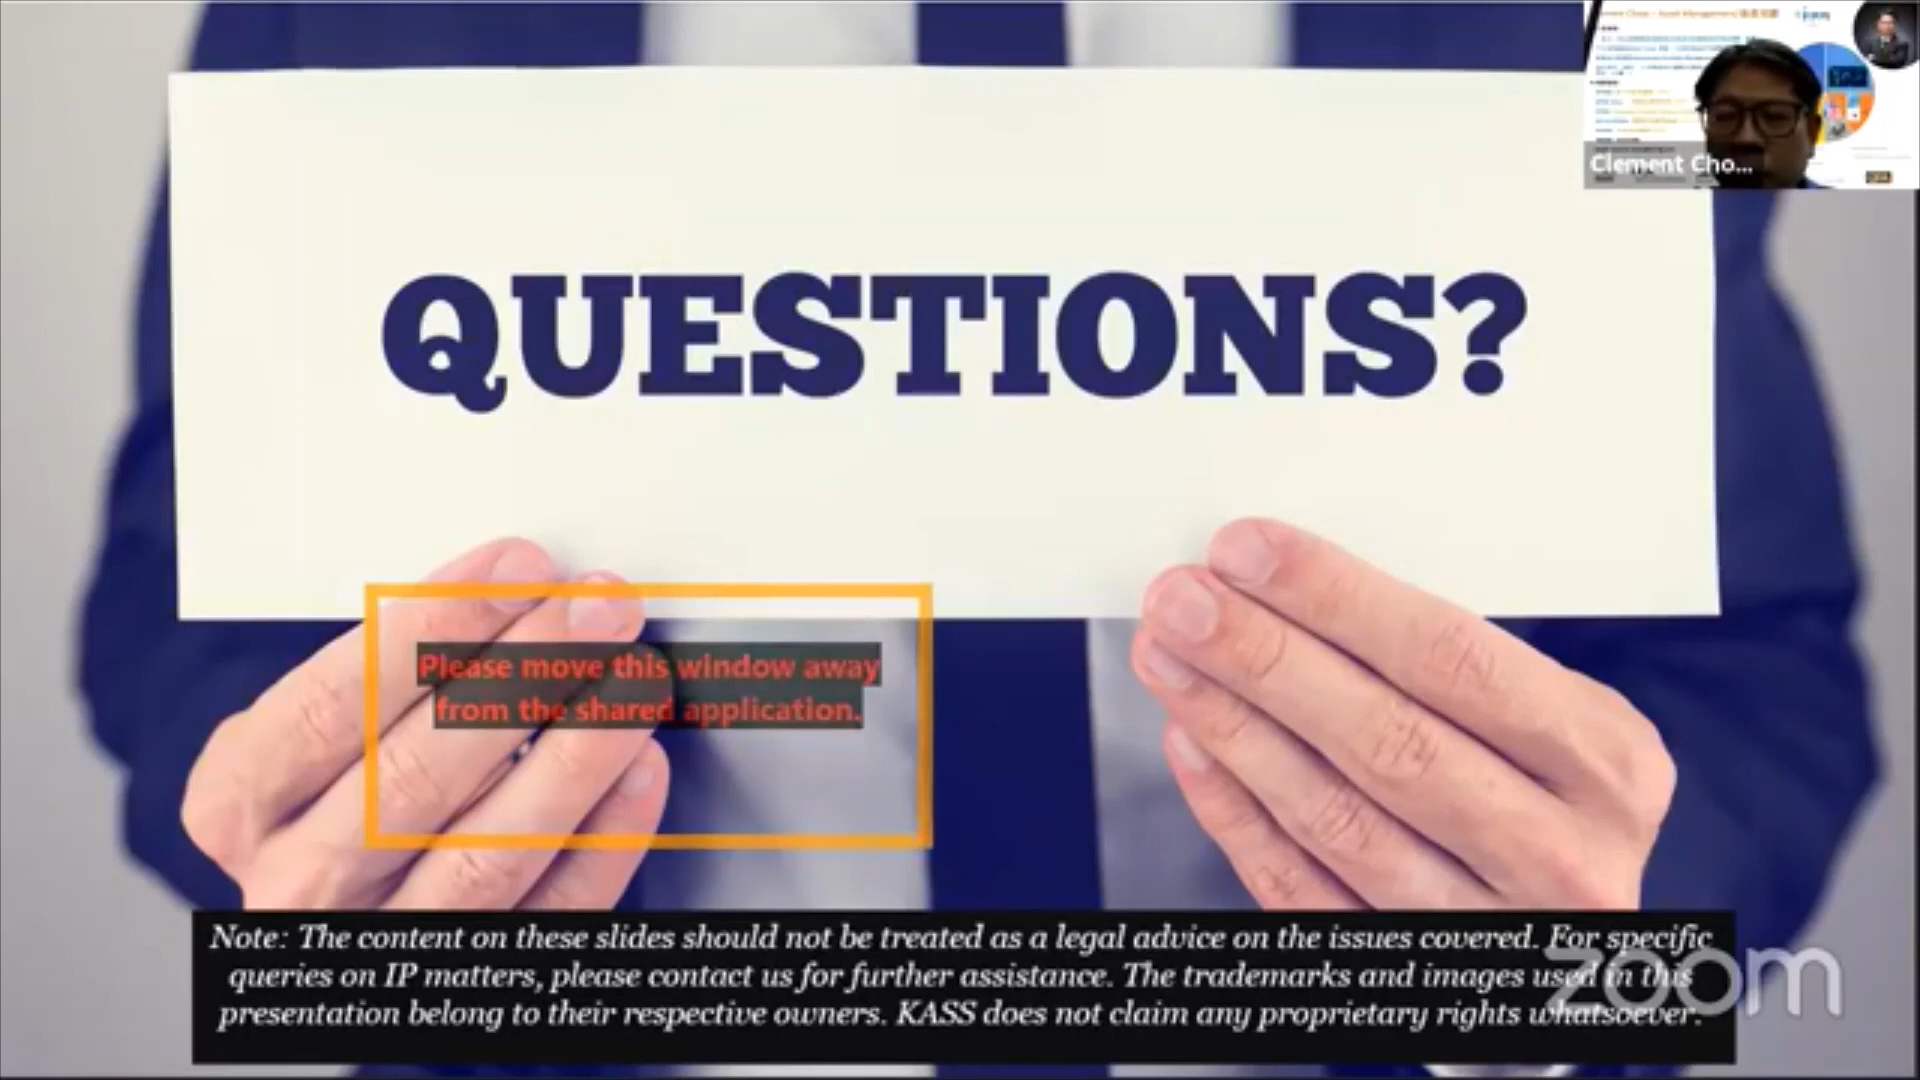 Clement Cho...
QUESTIONS?
Please move this window away
from the shared application.
Note: The content on these slides should not be treated as a legal advice on the issues covered. For specific
queries on IP matters, please contact us for further assistance. The trademarks and images used in this
presentation belong to their respective owners. KASS does not claim any proprietary rights whatsoever.
zoom